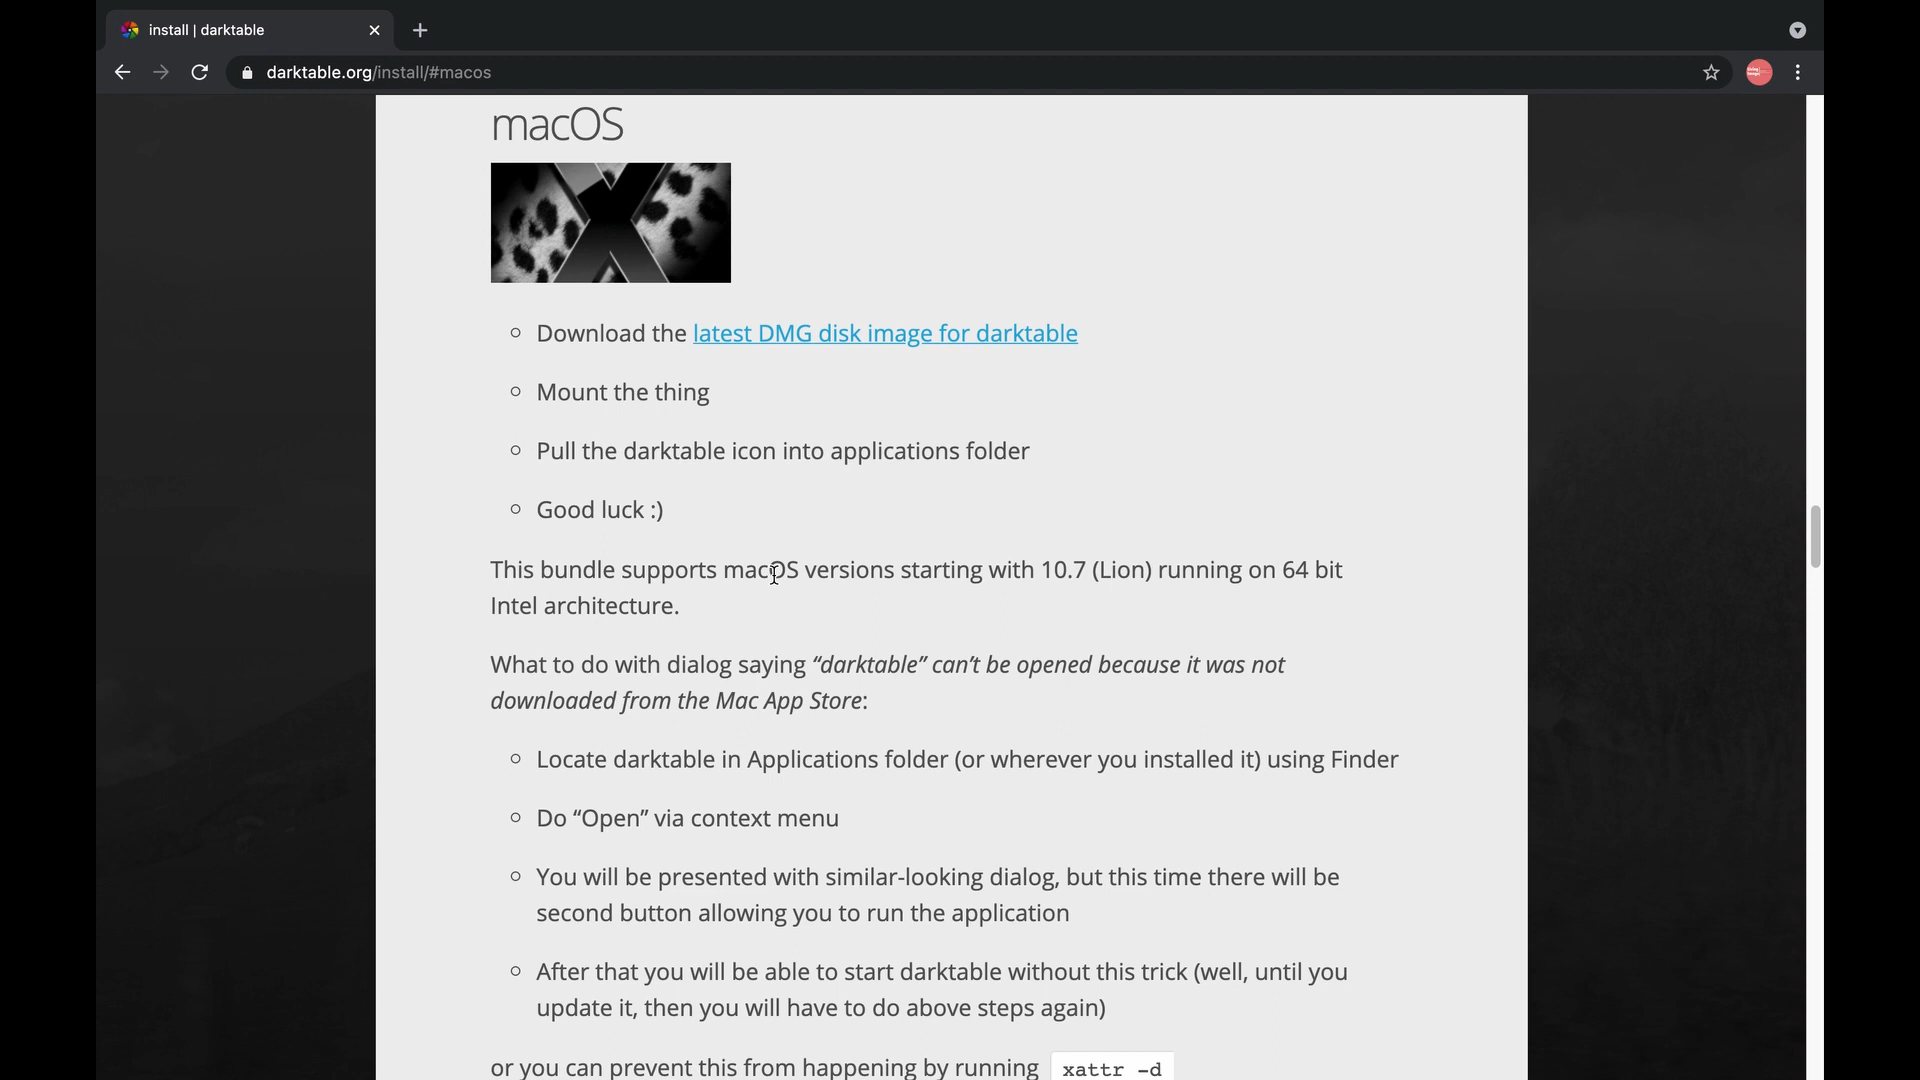 install | darktable
darktable.org/install/#macos
macOS
Download the latest DMG disk image for darktable
Mount the thing
Pull the darktable icon into applications folder
Good luck :)
This bundle supports macOS versions starting with 10.7 (Lion) running on 64 bit
Intel architecture.
What to do with dialog saying “darktable” can’t be opened because it was not
downloaded from the Mac App Store:
Locate darktable in Applications folder (or wherever you installed it) using Finder
Do “Open” via context menu
You will be presented with similar-looking dialog, but this time there will be
second button allowing you to run the application
After that you will be able to start darktable without this trick (well, until you
update it, then you will have to do above steps again)
or you can prevent this from happening by running xattr -d